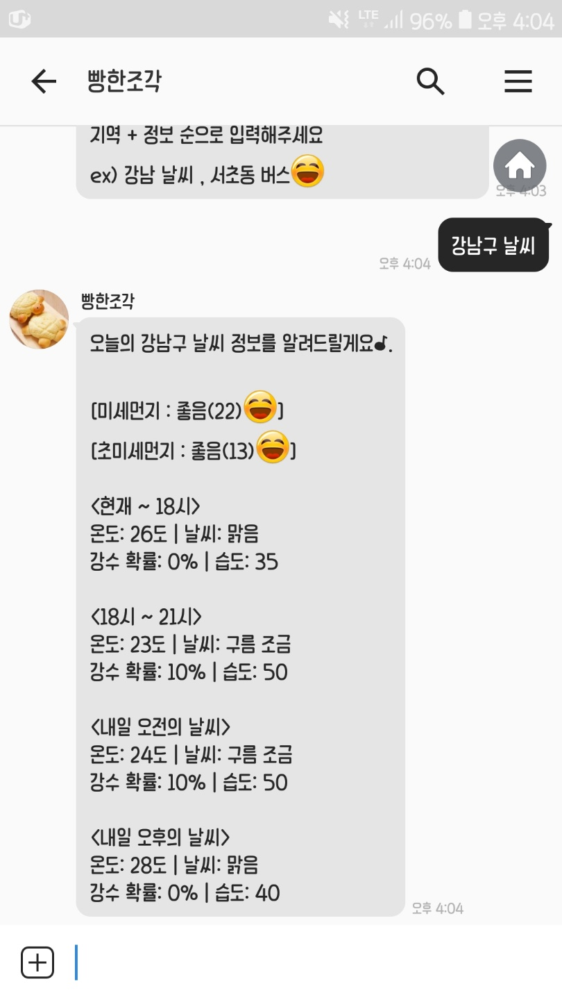 LTE 96% 오후 4:04
빵한조각
지역 + 정보 순으로 입력해주세요
ex) 강남 날씨 , 서초동 버스😄
오후 4:03
강남구 날씨
오후 4:04
빵한조각
오늘의 강남구 날씨 정보를 알려드릴게요♪.
[미세먼지 : 좋음(22)😄]
[초미세먼지 : 좋음(13)😄]
<현재 ~ 18시>
온도: 26도 | 날씨: 맑음
강수 확률: 0% | 습도: 35
<18시 ~ 21시>
온도: 23도 | 날씨: 구름 조금
강수 확률: 10% | 습도: 50
<내일 오전의 날씨>
온도: 24도 | 날씨: 구름 조금
강수 확률: 10% | 습도: 50
<내일 오후의 날씨>
온도: 28도 | 날씨: 맑음
강수 확률: 0% | 습도: 40
오후 4:04